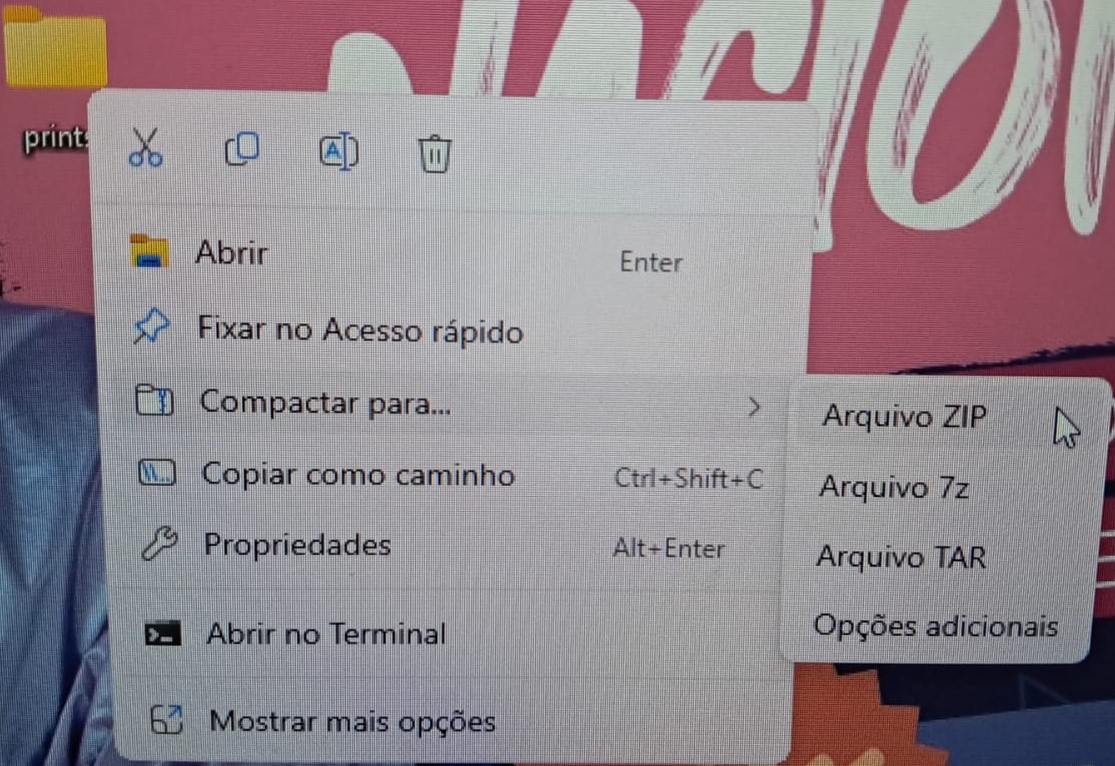 Abrir
Enter
Fixar no Acesso rápido
Compactar para...
Copiar como caminho
Ctrl+Shift+C
Propriedades
Alt+Enter
Abrir no Terminal
Mostrar mais opções
Arquivo ZIP
Arquivo 7z
Arquivo TAR
Opções adicionais